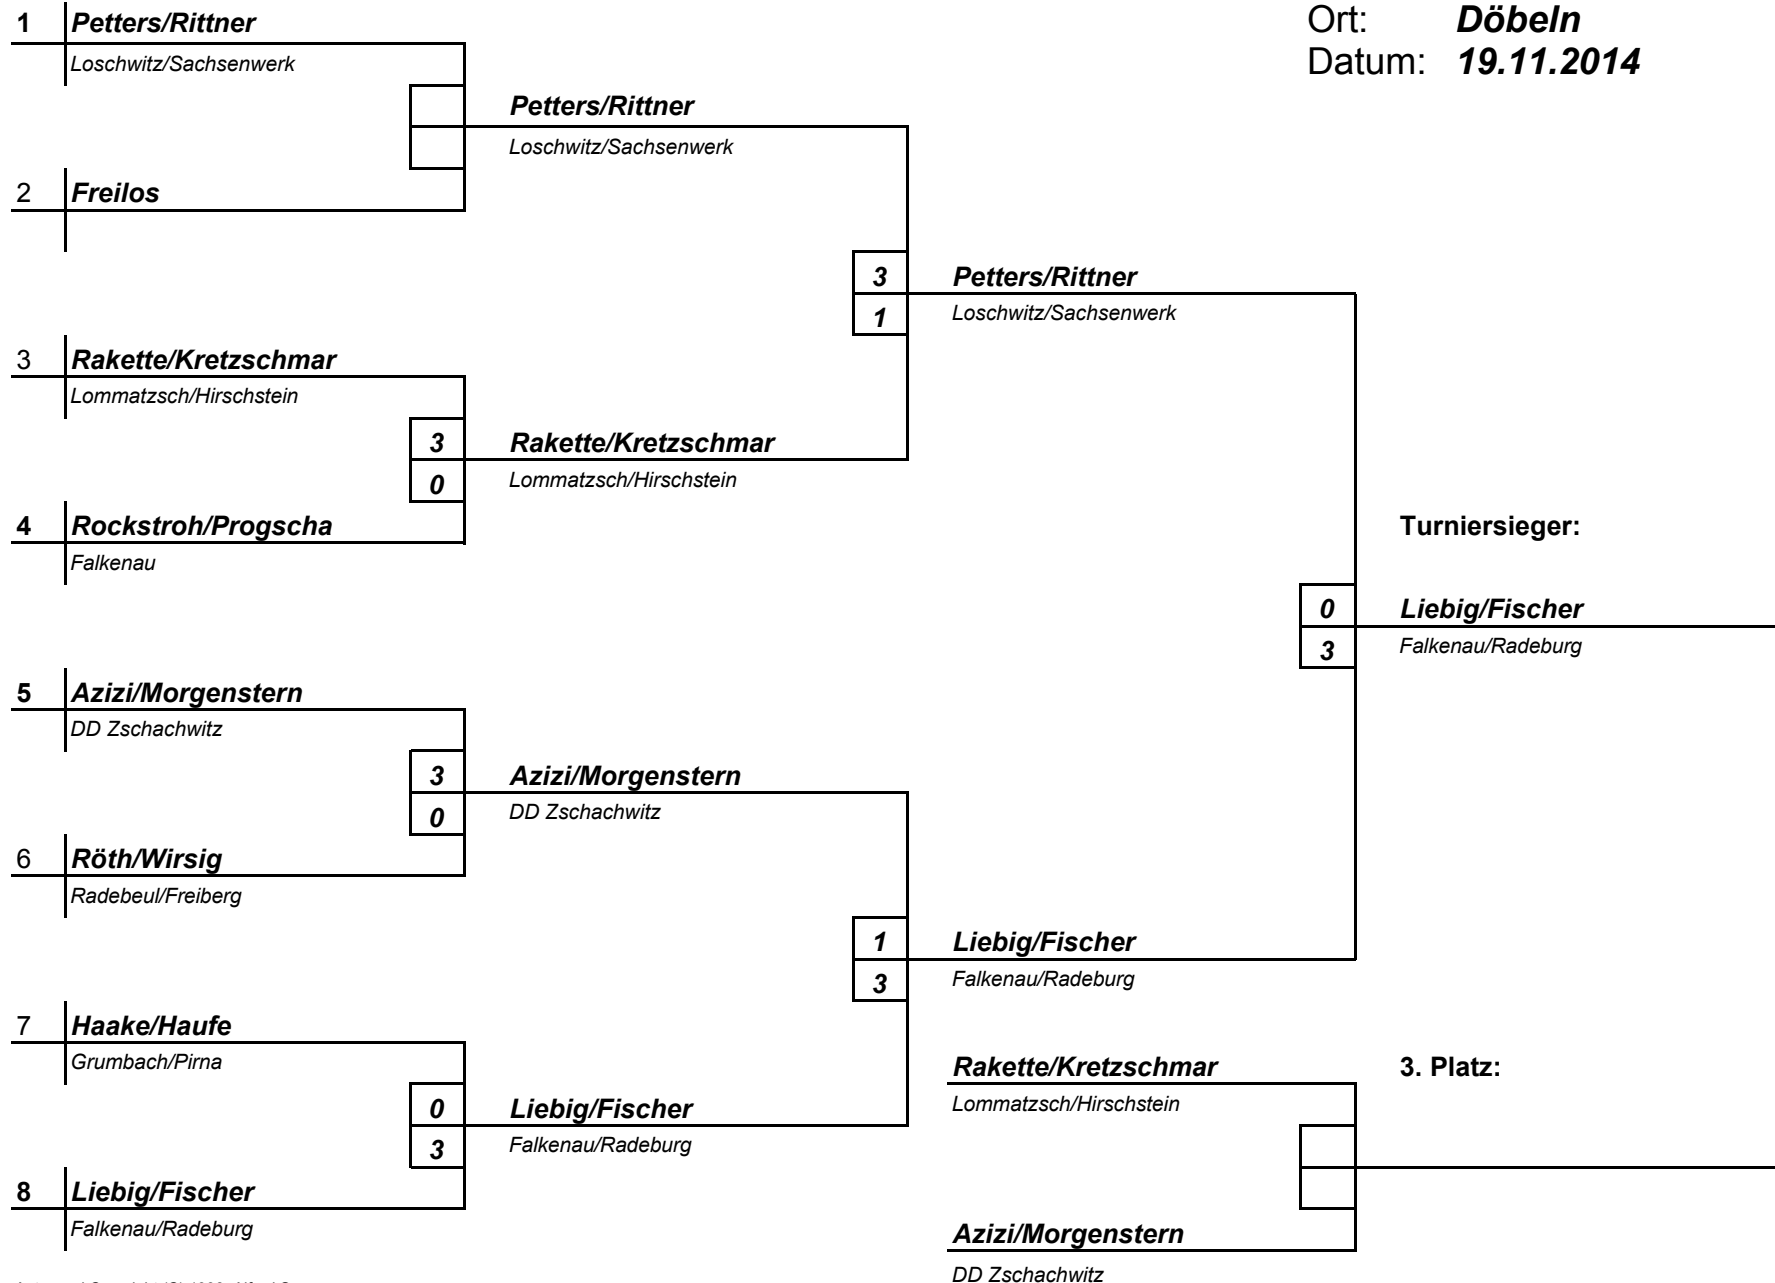 Ort: Döbeln
Datum: 19.11.2014
1 Petters/Rittner
Loschwitz/Sachsenwerk
Petters/Rittner
Loschwitz/Sachsenwerk
2 Freilos
3 Petters/Rittner
1 Loschwitz/Sachsenwerk
3 Rakette/Kretzschmar
Lommatzsch/Hirschstein
3 Rakette/Kretzschmar
0 Lommatzsch/Hirschstein
4 Rockstroh/Progscha
Falkenau
Turniersieger:
0 Liebig/Fischer
3 Falkenau/Radeburg
5 Azizi/Morgenstern
DD Zschachwitz
3 Azizi/Morgenstern
0 DD Zschachwitz
6 Röth/Wirsig
Radebeul/Freiberg
1 Liebig/Fischer
3 Falkenau/Radeburg
7 Haake/Haufe
Grumbach/Pirna
Rakette/Kretzschmar
Lommatzsch/Hirschstein
3. Platz:
0 Liebig/Fischer
3 Falkenau/Radeburg
8 Liebig/Fischer
Falkenau/Radeburg
Azizi/Morgenstern
DD Zschachwitz